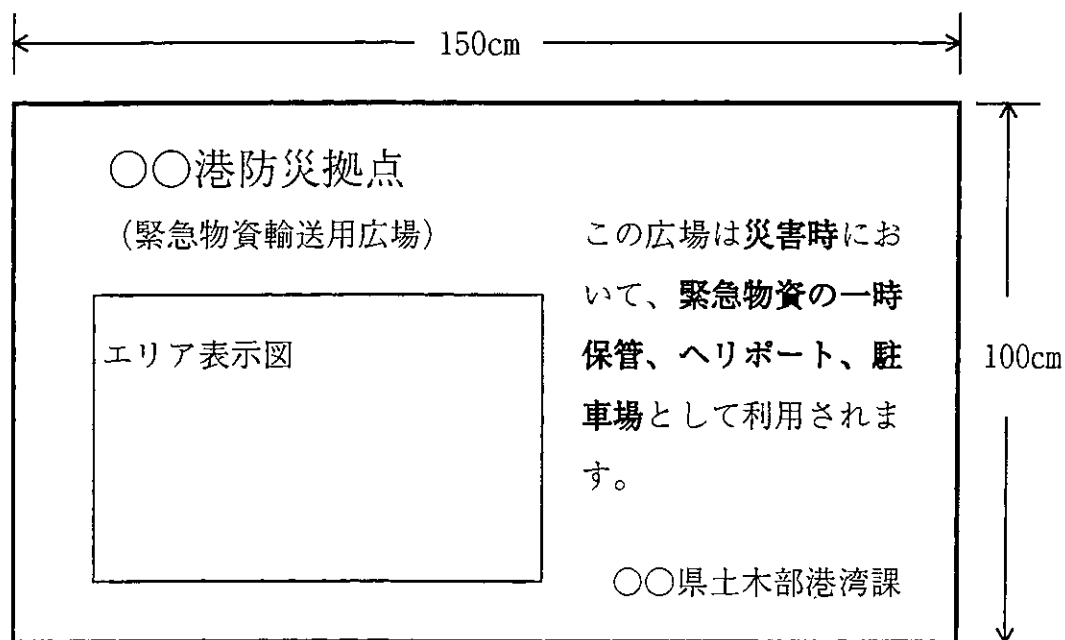 150cm
○○港防災拠点
(緊急物資輸送用広場)
エリア表示図
この広場は災害時にお
いて、緊急物資の一時
保管、ヘリポート、駐
車場として利用されま
す。
○○県土木部港湾課
100cm